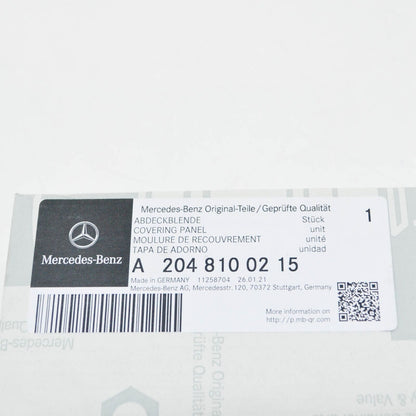 Mercedes-Benz
Mercedes-Benz Original-Teile/Geprüfte Qualität
ABDECKBLENDE Stück 1
COVERING PANEL unit
MOULURE DE RECOUVREMENT unité
TAPA DE ADORNO unidad
A 204 810 02 15
Made in GERMANY 11258704 26.01.21
Mercedes-Benz AG, Mercedesstr.120, 70372 Stuttgart, Germany
More information on
http://p.mb-qr.com